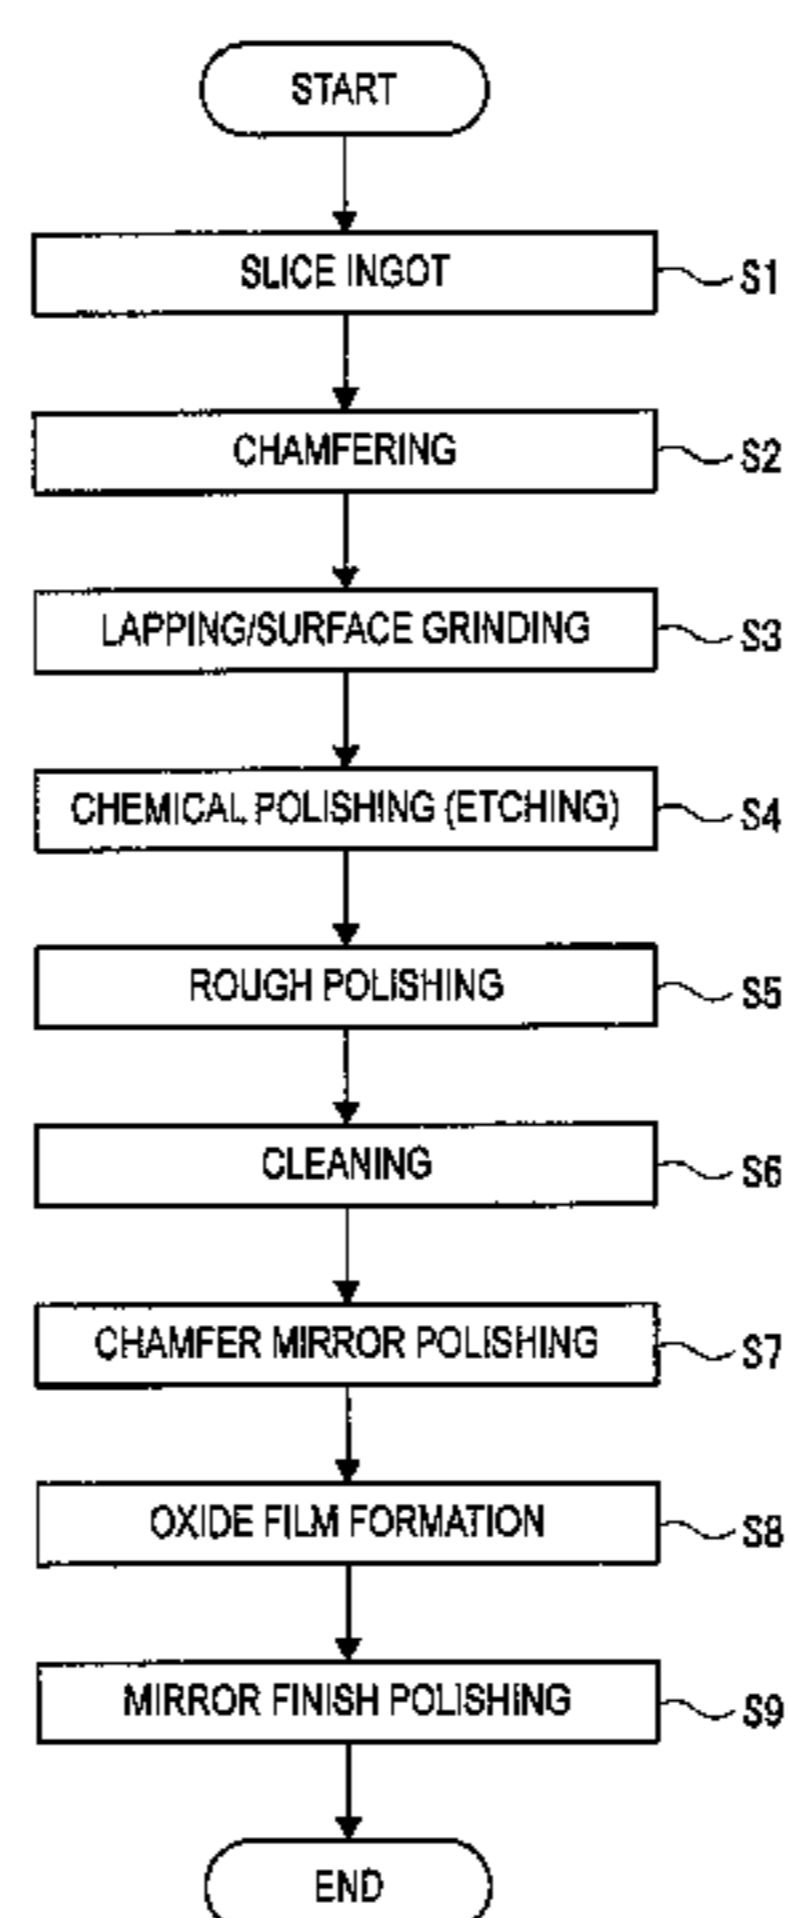 START
SLICE INGOT S1
CHAMFERING S2
LAPPING/SURFACE GRINDING S3
CHEMICAL POLISHING (ETCHING) S4
ROUGH POLISHING S5
CLEANING S6
CHAMFER MIRROR POLISHING S7
OXIDE FILM FORMATION S8
MIRROR FINISH POLISHING S9
END